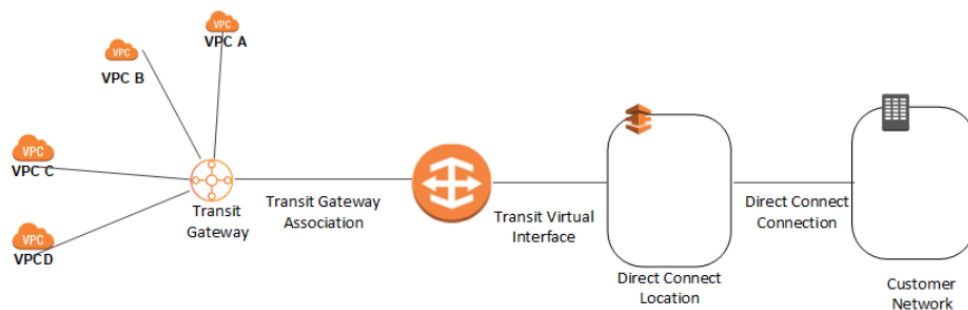 VPC
VPC A
VPC
VPC B
VPC
VPC C
VPC
VPCD
Transit
Gateway
Transit Gateway
Association
Transit Virtual
Interface
Direct Connect
Location
Direct Connect
Connection
Customer
Network